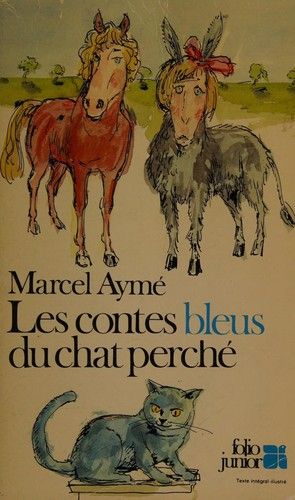 Marcel Aymé
Les contes bleus
du chat perché
folio
junior
Texte intégral illustré